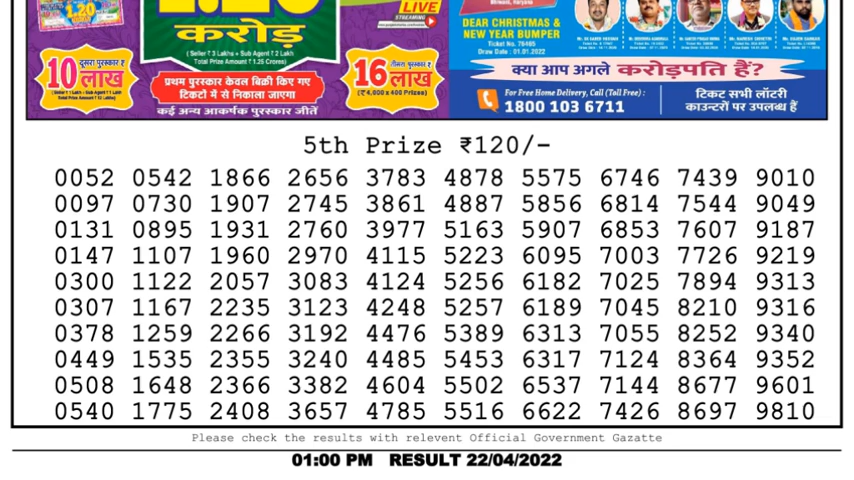 1.20
करोड़
(Seller ₹ 3 Lakhs + Sub Agent ₹ 2 Lakh
Total Prize Amount ₹ 1.25 Crores)
दूसरा पुरस्कार ₹
10 लाख
प्रथम पुरस्कार केवल बिक्री किए गए
टिकटों में से निकाला जाएगा
कई अन्य आकर्षक पुरस्कार जीतें
तीसरा पुरस्कार ₹
16 लाख
(₹ 4,000 x 400 Prizes)
LIVE
STREAMING
DEAR CHRISTMAS &
NEW YEAR BUMPER
Ticket No. 76465
Draw Date : 01.01.2022
क्या आप अगले करोड़पति हैं?
For Free Home Delivery, Call (Toll Free) :
1800 103 6711
टिकट सभी लॉटरी
काउन्टरों पर उपलब्ध हैं
5th Prize ₹120/-
0052 0542 1866 2656 3783 4878 5575 6746 7439 9010
0097 0730 1907 2745 3861 4887 5856 6814 7544 9049
0131 0895 1931 2760 3977 5163 5907 6853 7607 9187
0147 1107 1960 2970 4115 5223 6095 7003 7726 9219
0300 1122 2057 3083 4124 5256 6182 7025 7894 9313
0307 1167 2235 3123 4248 5257 6189 7045 8210 9316
0378 1259 2266 3192 4476 5389 6313 7055 8252 9340
0449 1535 2355 3240 4485 5453 6317 7124 8364 9352
0508 1648 2366 3382 4604 5502 6537 7144 8677 9601
0540 1775 2408 3657 4785 5516 6622 7426 8697 9810
Please check the results with relevent Official Government Gazatte
01:00 PM RESULT 22/04/2022